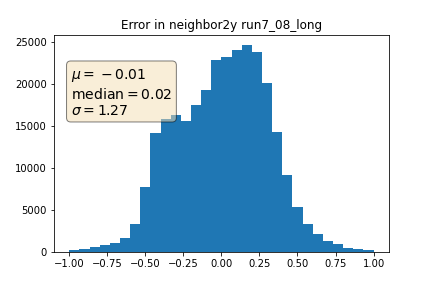 Error in neighbor2y run7_08_long
25000
20000
15000
10000
5000
0
μ = −0.01
median = 0.02
σ = 1.27
−1.00 −0.75 −0.50 −0.25 0.00 0.25 0.50 0.75 1.00